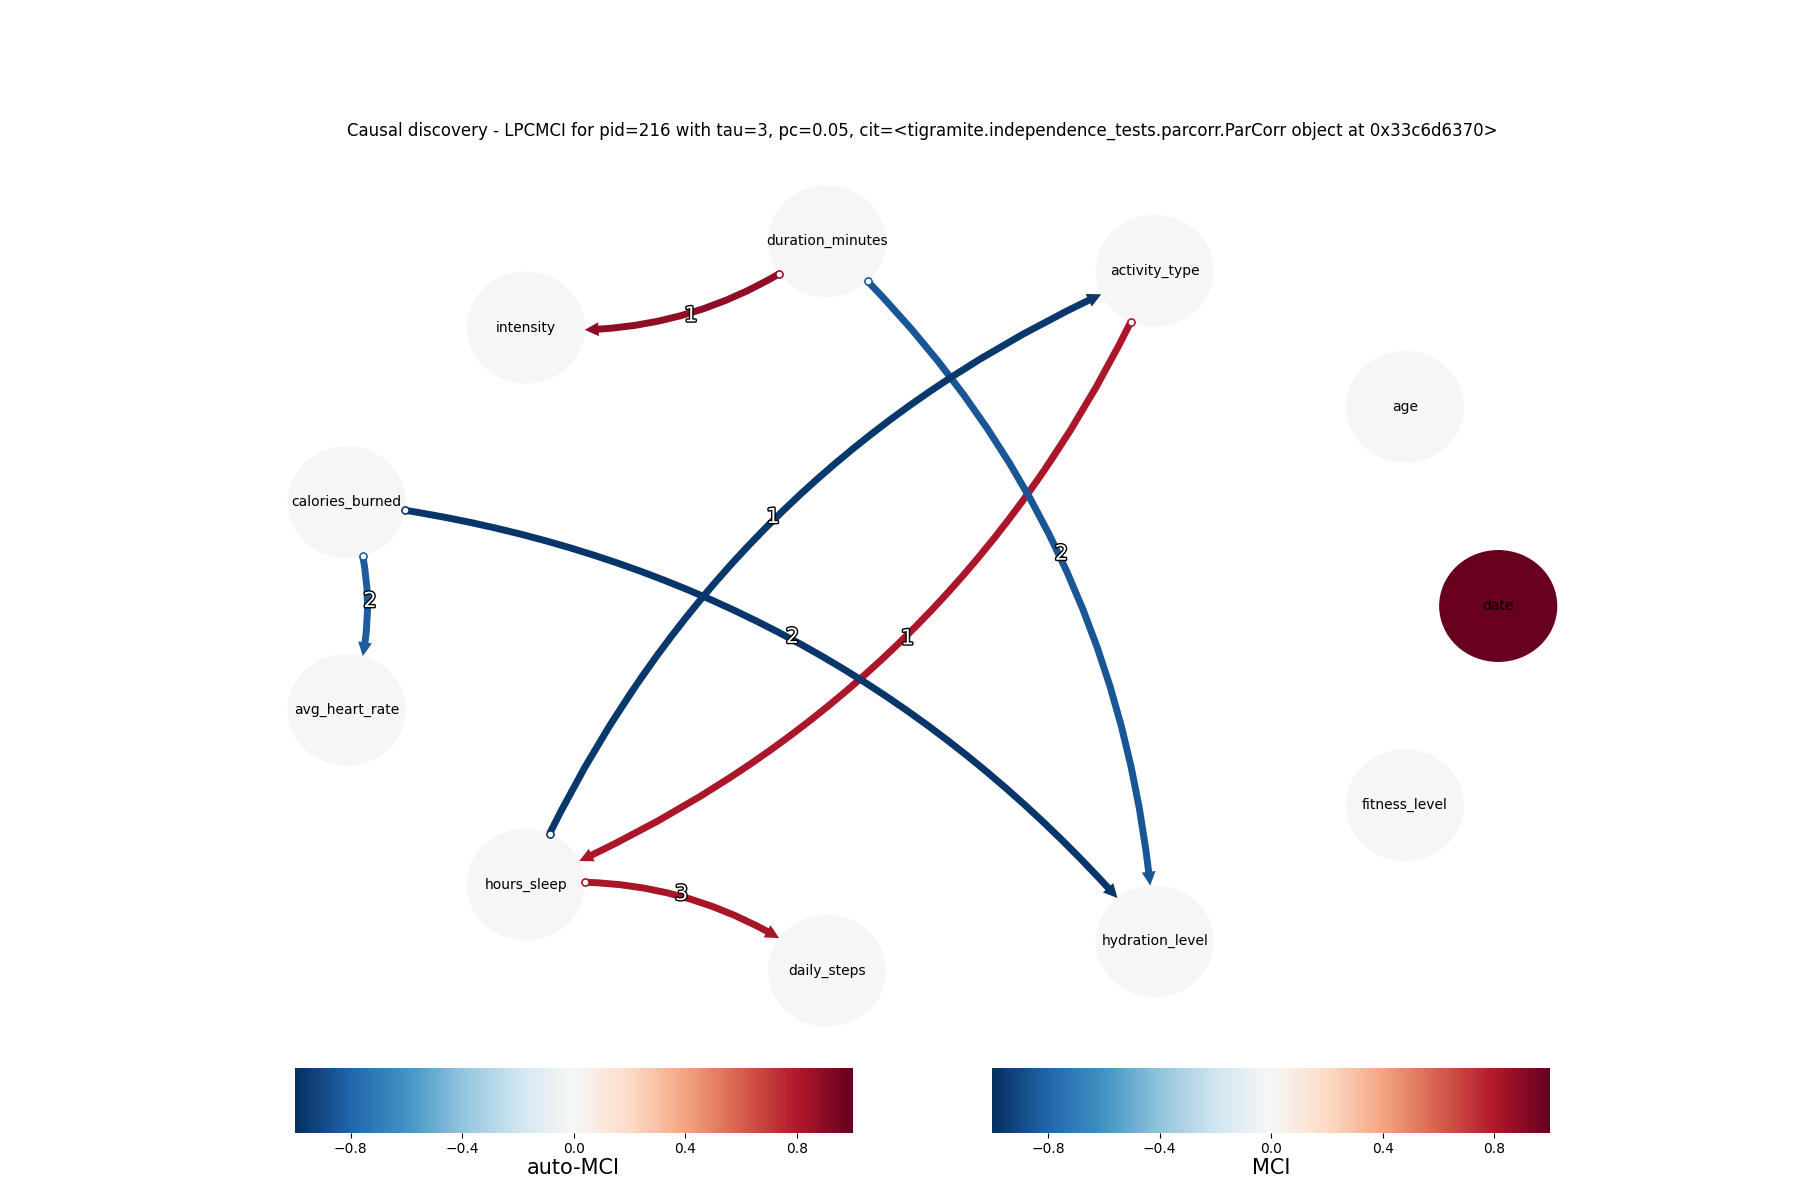 Causal discovery - LPCMCI for pid=216 with tau=3, pc=0.05, cit=<tigramite.independence_tests.parcorr.ParCorr object at 0x33c6d6370>
duration_minutes
activity_type
intensity
1
age
calories_burned
1
2
date
2
2
1
avg_heart_rate
fitness_level
hours_sleep
3
hydration_level
daily_steps
−0.8 −0.4 0.0 0.4 0.8
auto-MCI
−0.8 −0.4 0.0 0.4 0.8
MCI